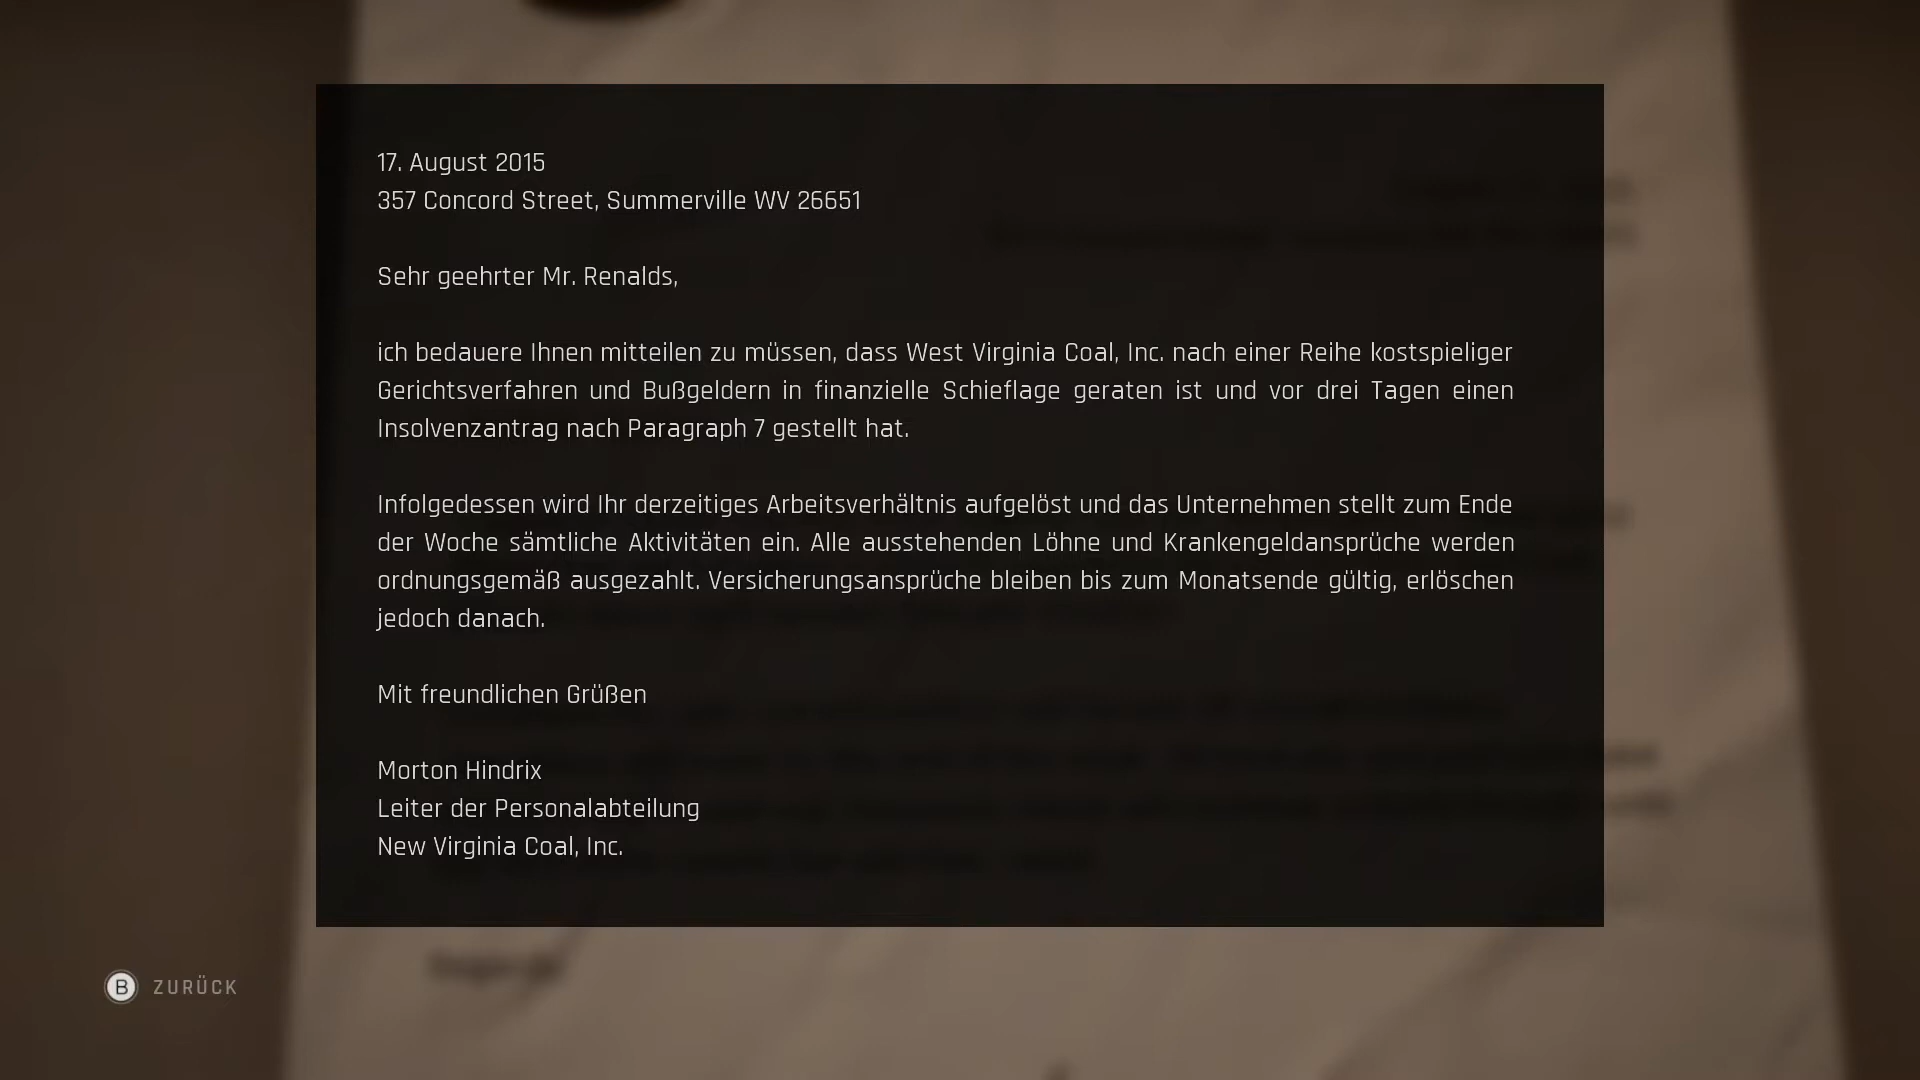 17. August 2015
357 Concord Street, Summerville WV 26651
Sehr geehrter Mr. Renalds,
ich bedauere Ihnen mitteilen zu müssen, dass West Virginia Coal, Inc. nach einer Reihe kostspieliger
Gerichtsverfahren und Bußgeldern in finanzielle Schieflage geraten ist und vor drei Tagen einen
Insolvenzantrag nach Paragraph 7 gestellt hat.
Infolgedessen wird Ihr derzeitiges Arbeitsverhältnis aufgelöst und das Unternehmen stellt zum Ende
der Woche sämtliche Aktivitäten ein. Alle ausstehenden Löhne und Krankengeldansprüche werden
ordnungsgemäß ausgezahlt. Versicherungsansprüche bleiben bis zum Monatsende gültig, erlöschen
jedoch danach.
Mit freundlichen Grüßen
Morton Hindrix
Leiter der Personalabteilung
New Virginia Coal, Inc.
B ZURÜCK